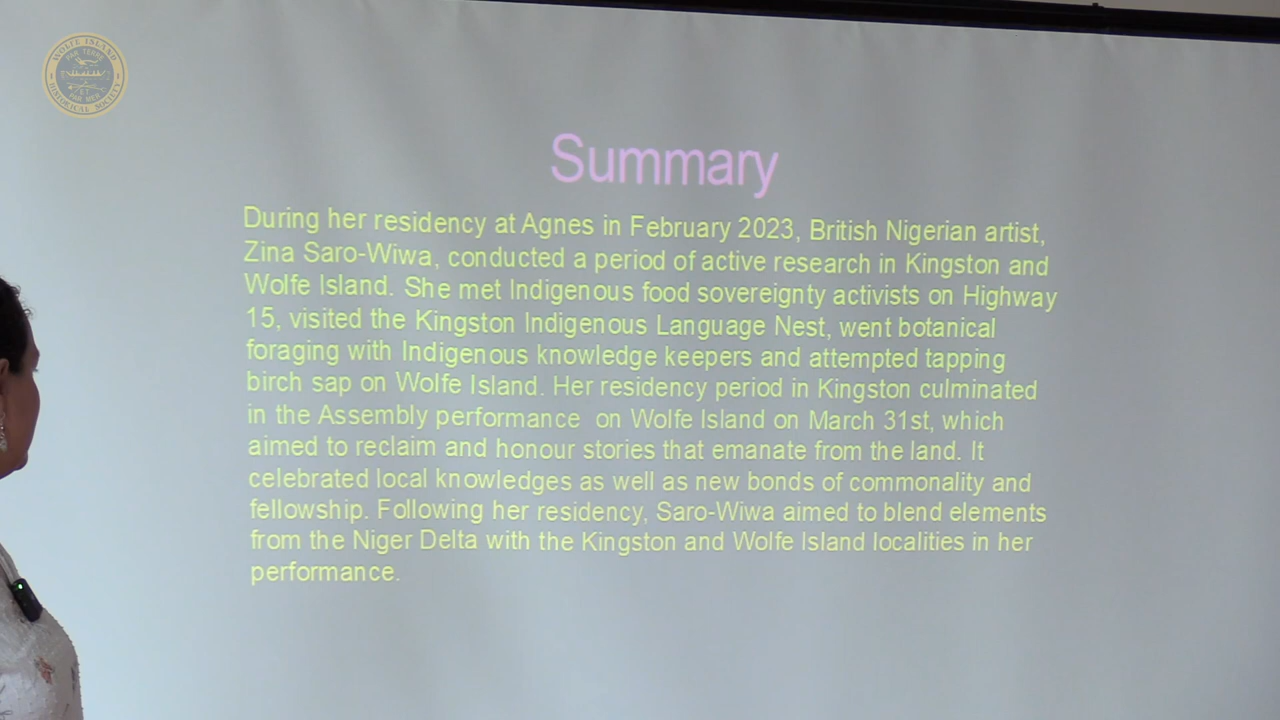 WOLFE ISLAND
HISTORICAL SOCIETY
Summary
During her residency at Agnes in February 2023, British Nigerian artist,
Zina Saro-Wiwa, conducted a period of active research in Kingston and
Wolfe Island. She met Indigenous food sovereignty activists on Highway
15, visited the Kingston Indigenous Language Nest, went botanical
foraging with Indigenous knowledge keepers and attempted tapping
birch sap on Wolfe Island. Her residency period in Kingston culminated
in the Assembly performance on Wolfe Island on March 31st, which
aimed to reclaim and honour stories that emanate from the land. It
celebrated local knowledges as well as new bonds of commonality and
fellowship. Following her residency, Saro-Wiwa aimed to blend elements
from the Niger Delta with the Kingston and Wolfe Island localities in her
performance.